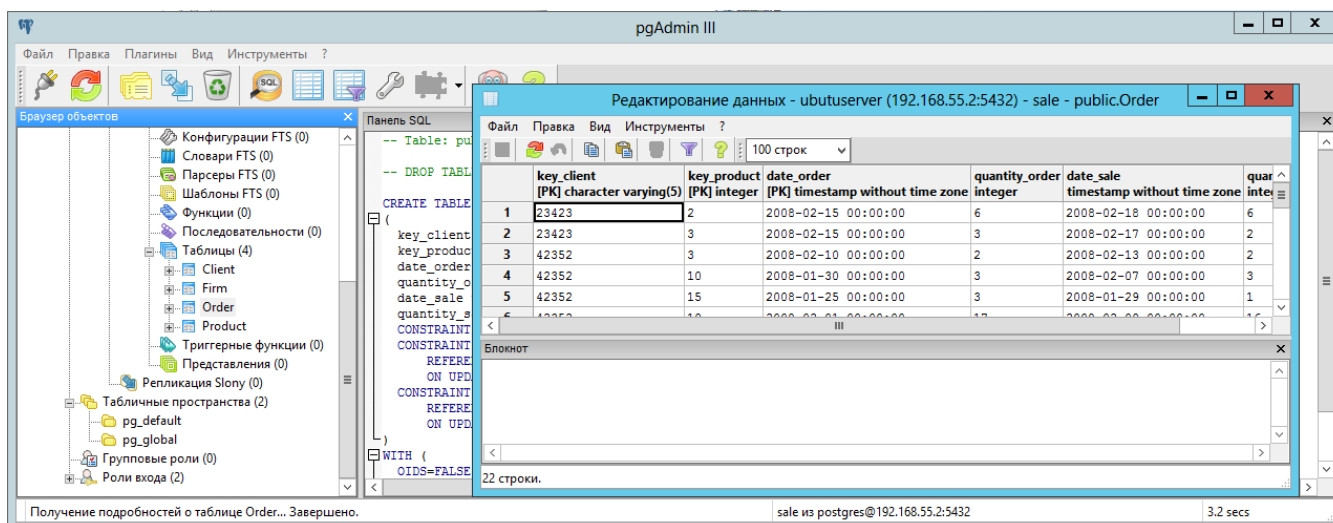 pgAdmin III
Файл Правка Плагины Вид Инструменты ?
SQL
Браузер объектов
Конфигурации FTS (0)
Словари FTS (0)
Парсеры FTS (0)
Шаблоны FTS (0)
Функции (0)
Последовательности (0)
Таблицы (4)
Client
Firm
Order
Product
Триггерные функции (0)
Представления (0)
Репликация Slony (0)
Табличные пространства (2)
pg_default
pg_global
Групповые роли (0)
Роли входа (2)
Панель SQL
-- Table: pu
-- DROP TABL
CREATE TABLE
(
key_client
key_produc
date_order
quantity_o
date_sale
quantity_s
CONSTRAINT
CONSTRAINT
REFERE
ON UPD
CONSTRAINT
REFERE
ON UPD
)
WITH (
OIDS=FALSE
Редактирование данных - ubutuserver (192.168.55.2:5432) - sale - public.Order
Файл Правка Вид Инструменты ?
100 строк
key_client key_product date_order quantity_order date_sale quar
[PK] character varying(5) [PK] integer [PK] timestamp without time zone integer timestamp without time zone inte
1 23423 2 2008-02-15 00:00:00 6 2008-02-18 00:00:00 6
2 23423 3 2008-02-15 00:00:00 3 2008-02-17 00:00:00 2
3 42352 3 2008-02-10 00:00:00 2 2008-02-13 00:00:00 2
4 42352 10 2008-01-30 00:00:00 3 2008-02-07 00:00:00 3
5 42352 15 2008-01-25 00:00:00 3 2008-01-29 00:00:00 1
Блокнот
22 строки.
Получение подробностей о таблице Order... Завершено.
sale из postgres@192.168.55.2:5432
3.2 secs